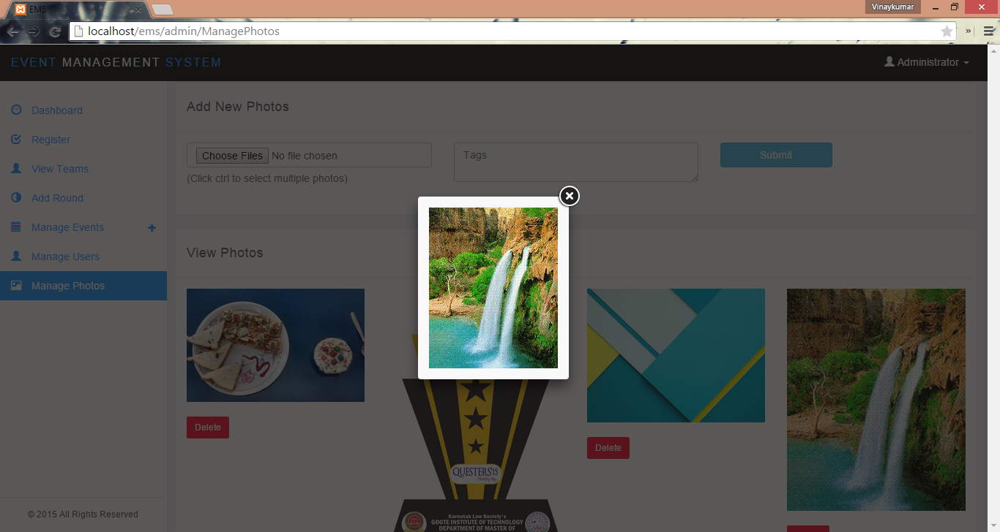 EMS
Vinaykumar
localhost/ems/admin/ManagePhotos
EVENT MANAGEMENT SYSTEM
Administrator
Dashboard
Register
View Teams
Add Round
Manage Events
Manage Users
Manage Photos
© 2015 All Rights Reserved
Add New Photos
Choose Files No file chosen
(Click ctrl to select multiple photos)
Tags
Submit
View Photos
Delete
QUESTERS'15
Karnatak Law Society's
GOGTE INSTITUTE OF TECHNOLOGY
DEPARTMENT OF MASTER OF
Delete